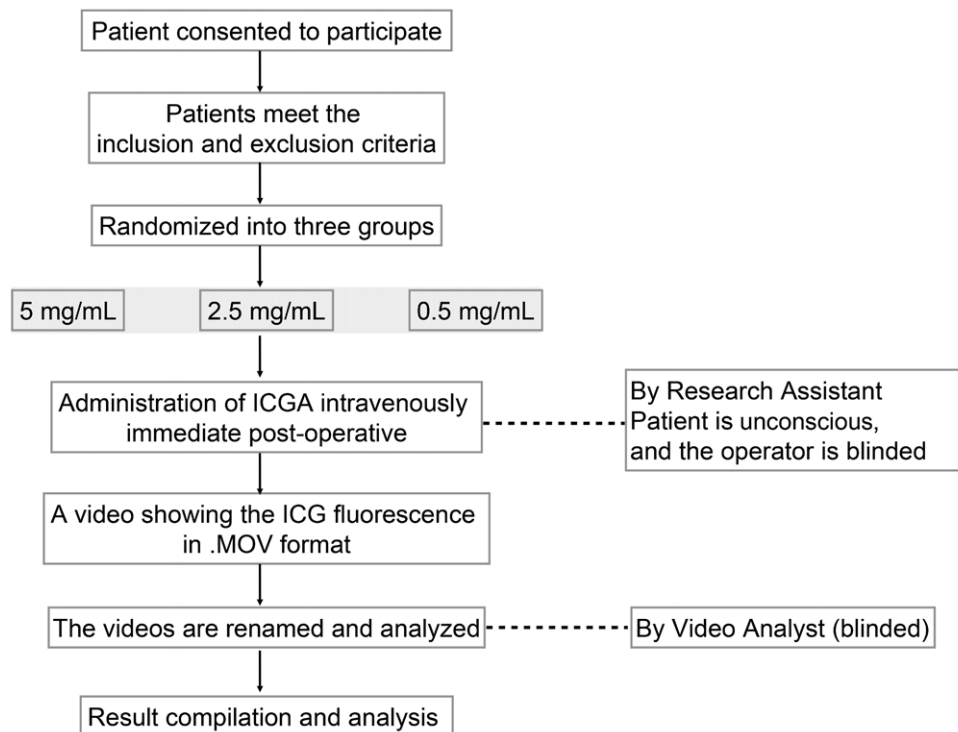 Patient consented to participate
Patients meet the
inclusion and exclusion criteria
Randomized into three groups
5 mg/mL
2.5 mg/mL
0.5 mg/mL
Administration of ICGA intravenously
immediate post-operative
By Research Assistant
Patient is unconscious,
and the operator is blinded
A video showing the ICG fluorescence
in .MOV format
The videos are renamed and analyzed
By Video Analyst (blinded)
Result compilation and analysis